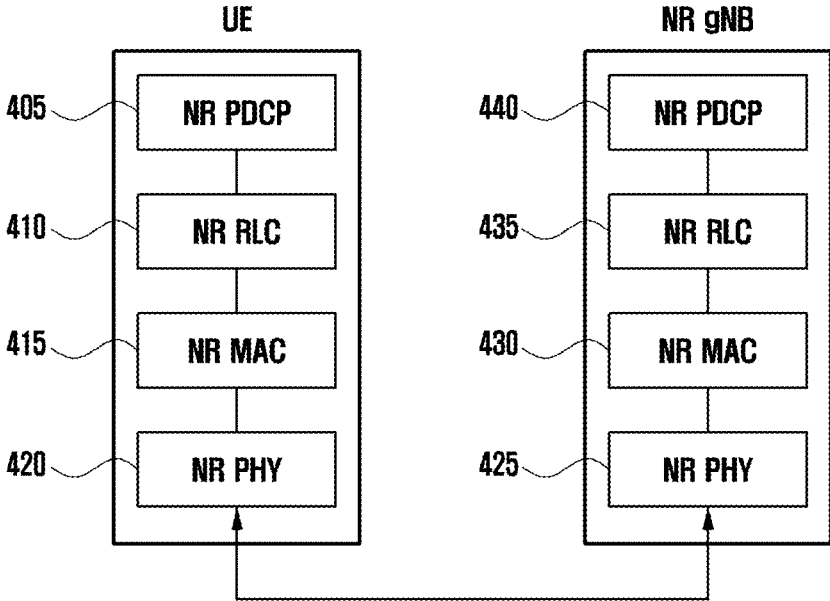 UE
NR gNB
405
NR PDCP
440
NR PDCP
410
NR RLC
435
NR RLC
415
NR MAC
430
NR MAC
420
NR PHY
425
NR PHY